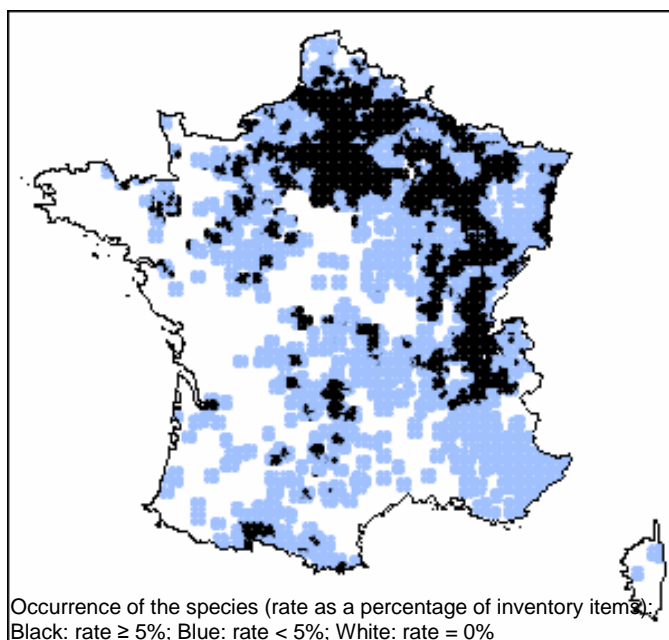 Occurrence of the species (rate as a percentage of inventory items):
Black: rate ≥ 5%; Blue: rate < 5%; White: rate = 0%